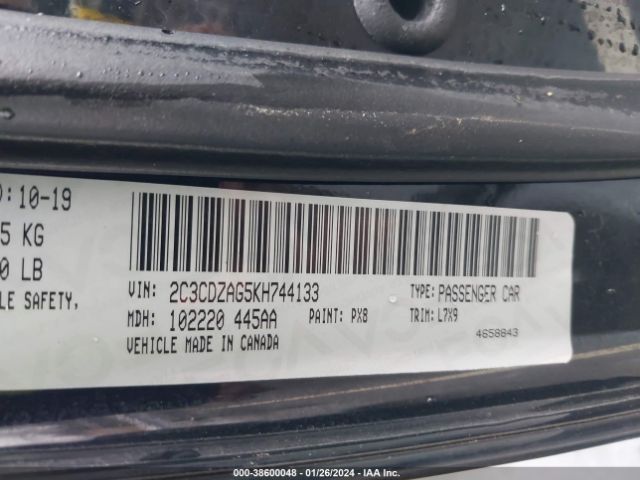 ):10-19
5 KG
0 LB
LE SAFETY,
VIN: 2C3CDZAG5KH744133
TYPE: PASSENGER CAR
MDH: 102220 445AA
PAINT: PX8
TRIM: L7X9
VEHICLE MADE IN CANADA
4658843
000-38600048 - 01/26/2024 - IAA Inc.